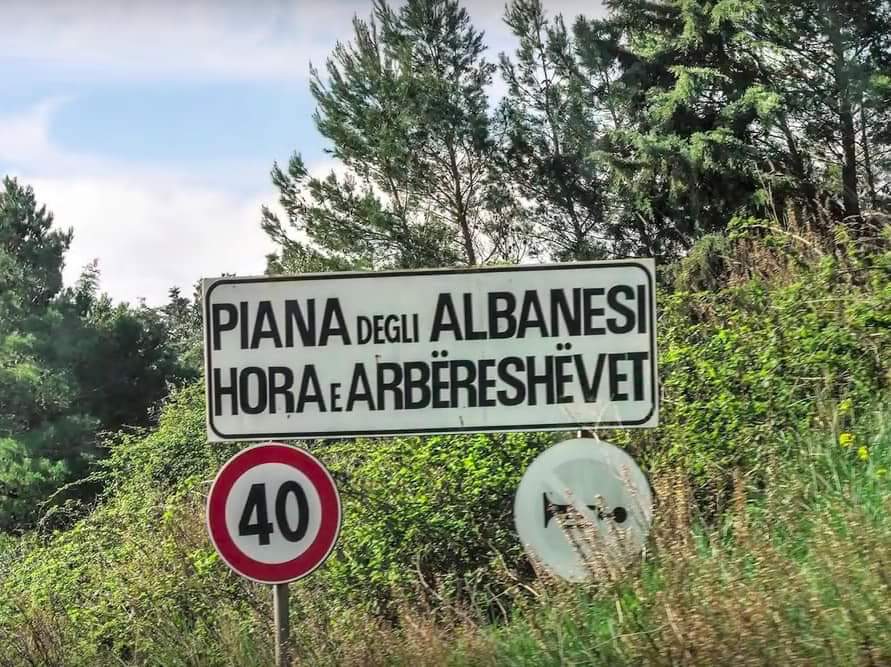 PIANA DEGLI ALBANESI
HORA E ARBËRESHËVET
40